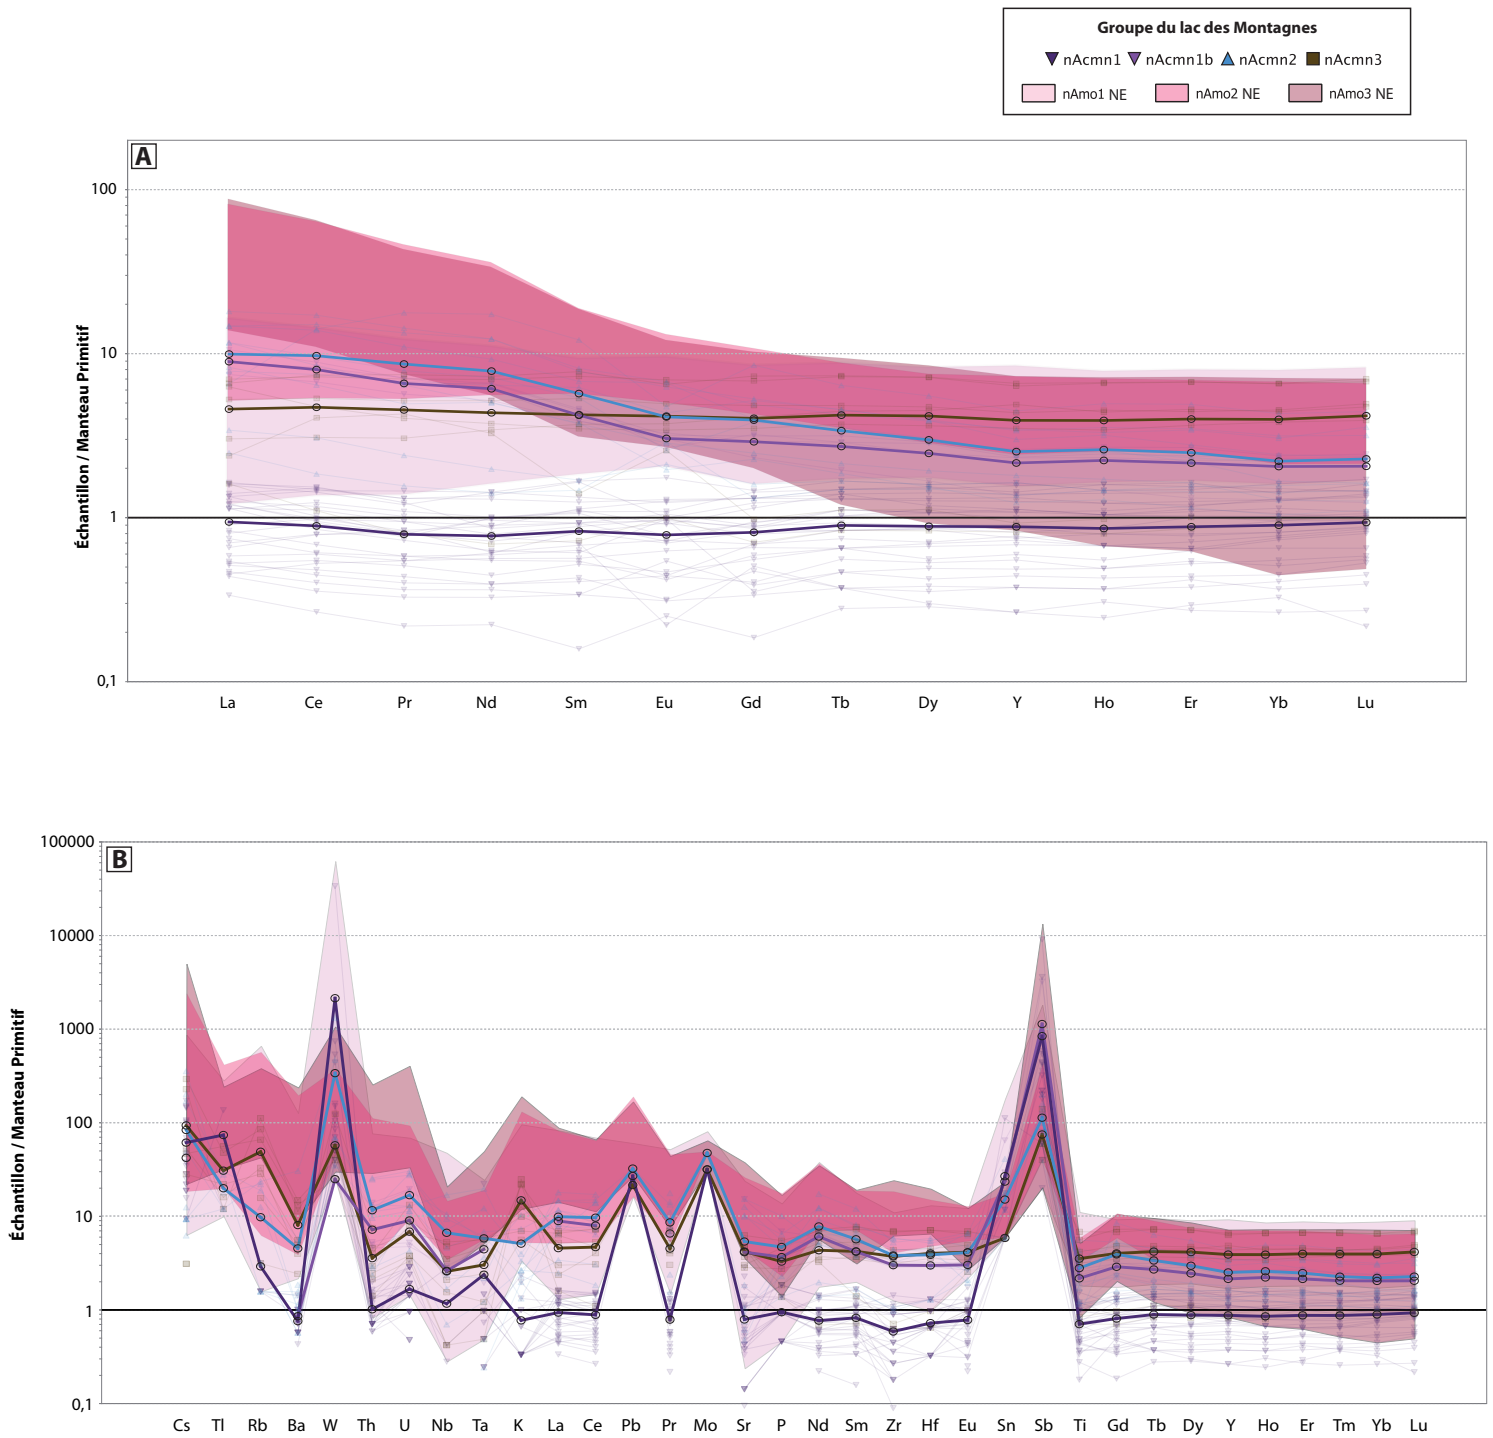 Groupe du lac des Montagnes
nAcmn1 nAcmn1b nAcmn2 nAcmn3
nAmo1 NE nAmo2 NE nAmo3 NE
A
Échantillon / Manteau Primitif
100
10
1
0,1
La Ce Pr Nd Sm Eu Gd Tb Dy Y Ho Er Yb Lu
B
Échantillon / Manteau Primitif
100000
10000
1000
100
10
1
0,1
Cs Tl Rb Ba W Th U Nb Ta K La Ce Pb Pr Mo Sr P Nd Sm Zr Hf Eu Sn Sb Ti Gd Tb Dy Y Ho Er Tm Yb Lu